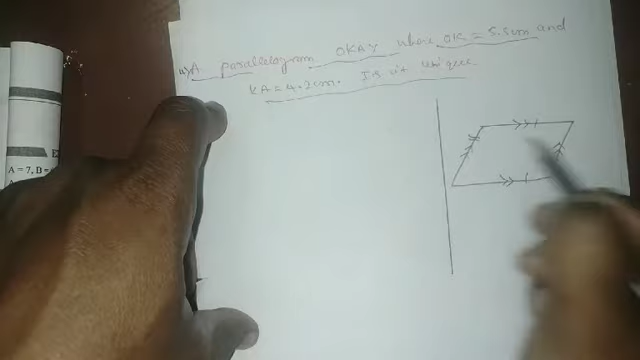 a) A parallelogram OKAY where OK = 5.5cm and
KA = 4.2cm. Is it unique
E
A = 7, B =